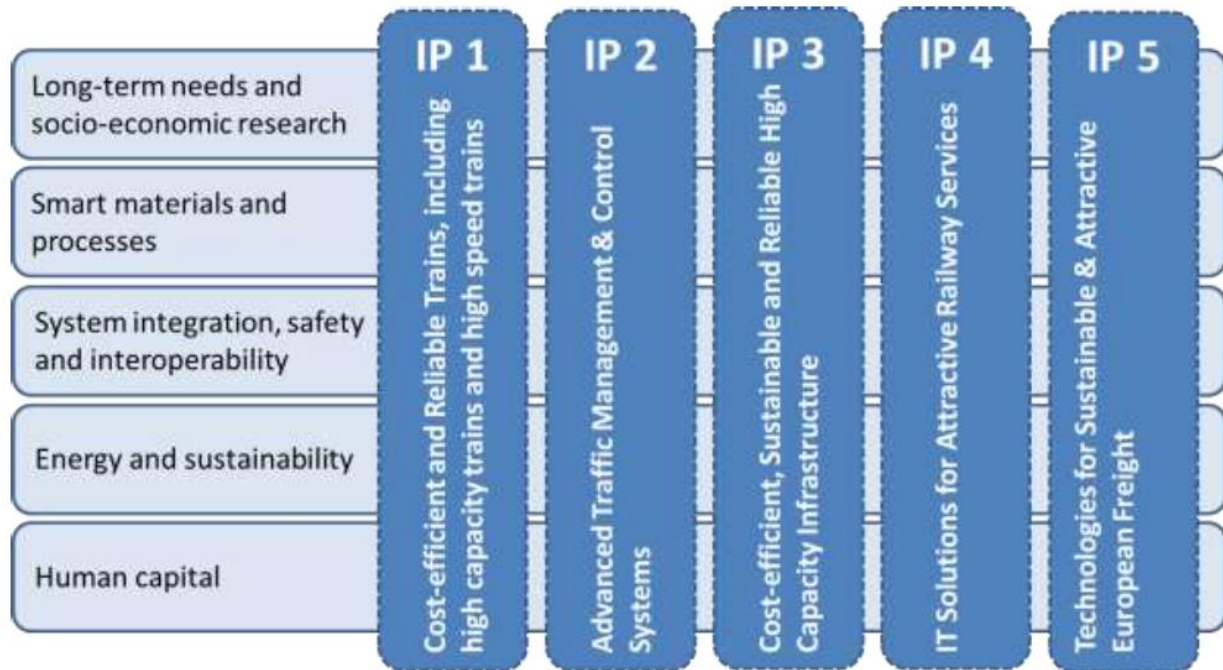 Long-term needs and
socio-economic research
Smart materials and
processes
System integration, safety
and interoperability
Energy and sustainability
Human capital
IP 1
Cost-efficient and Reliable Trains, including
high capacity trains and high speed trains
IP 2
Advanced Traffic Management & Control
Systems
IP 3
Cost-efficient, Sustainable and Reliable High
Capacity Infrastructure
IP 4
IT Solutions for Attractive Railway Services
IP 5
Technologies for Sustainable & Attractive
European Freight